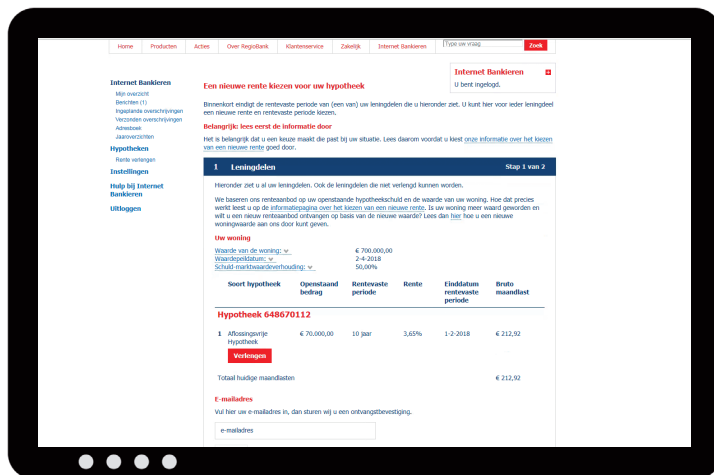 Home Producten Acties Over RegioBank Klantenservice Zakelijk Internet Bankieren Type uw vraag Zoek
Internet Bankieren
U bent ingelogd.
Internet Bankieren
Mijn overzicht
Berichten (1)
Ingeplande overschrijvingen
Verzonden overschrijvingen
Adresboek
Jaaroverzichten
Hypotheken
Rente verlengen
Instellingen
Hulp bij Internet
Bankieren
Uitloggen
Een nieuwe rente kiezen voor uw hypotheek
Binnenkort eindigt de rentevaste periode van (een van) uw leningdelen die u hieronder ziet. U kunt hier voor ieder leningdeel
een nieuwe rente en rentevaste periode kiezen.
Belangrijk: lees eerst de informatie door
Het is belangrijk dat u een keuze maakt die past bij uw situatie. Lees daarom voordat u kiest onze informatie over het kiezen
van een nieuwe rente goed door.
1 Leningdelen Stap 1 van 2
Hieronder ziet u al uw leningdelen. Ook de leningdelen die niet verlengd kunnen worden.
We baseren ons renteaanbod op uw openstaande hypotheekschuld en de waarde van uw woning. Hoe dat precies
werkt leest u op de informatiepagina over het kiezen van een nieuwe rente. Is uw woning meer waard geworden en
wilt u een nieuw renteaanbod ontvangen op basis van de nieuwe waarde? Lees dan hier hoe u een nieuwe
woningwaarde aan ons door kunt geven.
Uw woning
Waarde van de woning: € 700.000,00
Waardepeildatum: 2-4-2018
Schuld-marktwaardeverhouding: 50,00%
Soort hypotheek Openstaand Rentevaste Rente Einddatum Bruto
bedrag periode rentevaste maandlast
periode
Hypotheek 648670112
1 Aflossingsvrije € 70.000,00 10 jaar 3,65% 1-2-2018 € 212,92
Hypotheek
Verlengen
Totaal huidige maandlasten € 212,92
E-mailadres
Vul hier uw e-mailadres in, dan sturen wij u een ontvangstbevestiging.
e-mailadres